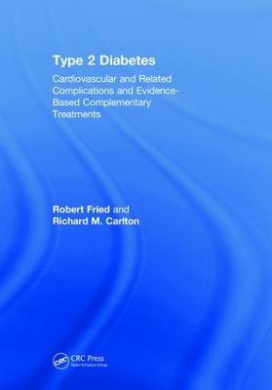 Type 2 Diabetes
Cardiovascular and Related
Complications and Evidence-
Based Complementary
Treatments
Robert Fried and
Richard M. Carlton
CRC Press
Taylor & Francis Group